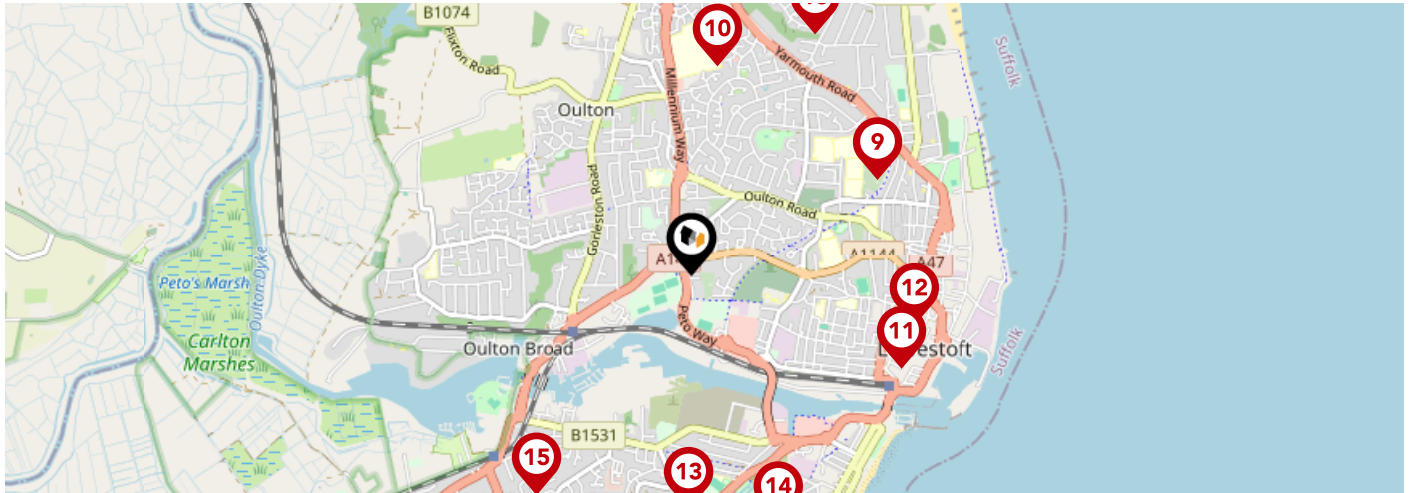 B1074
10
Suffolk
Flixton Road
Yarmouth Road
Millennium Way
Oulton
9
Gorleston Road
Oulton Road
A1144
A47
Peto's Marsh
Oulton Dyke
12
Peto Way
11
Suffolk
Carlton
Marshes
Oulton Broad
B1531
15
13
14